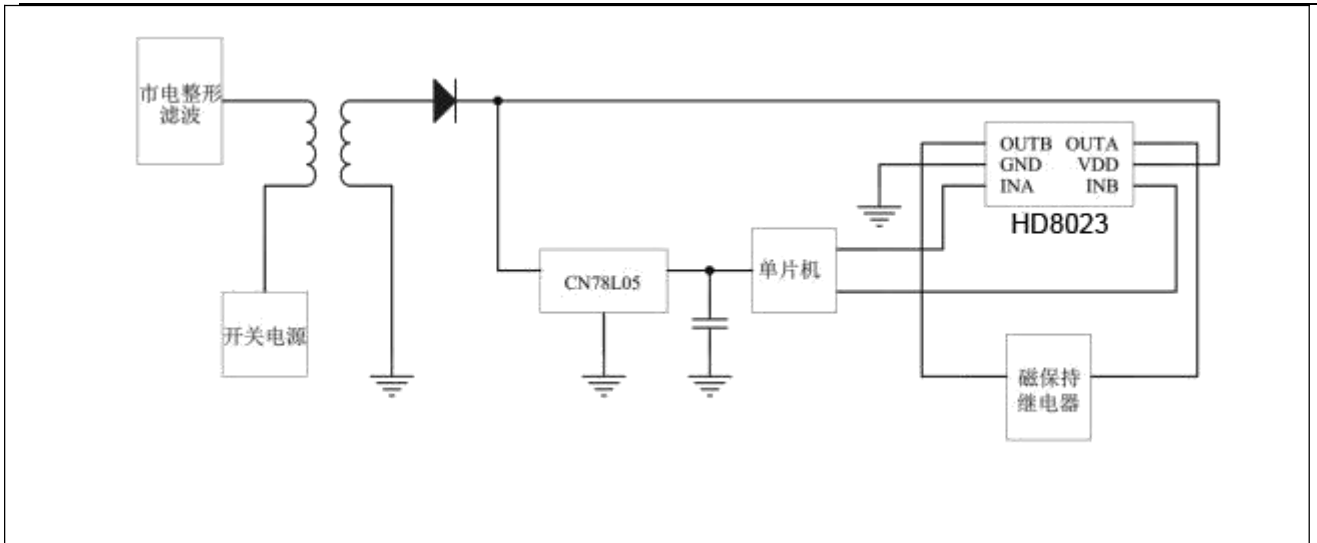 市电整形
滤波
OUTB OUTA
GND VDD
INA INB
HD8023
单片机
CN78L05
开关电源
磁保持
继电器